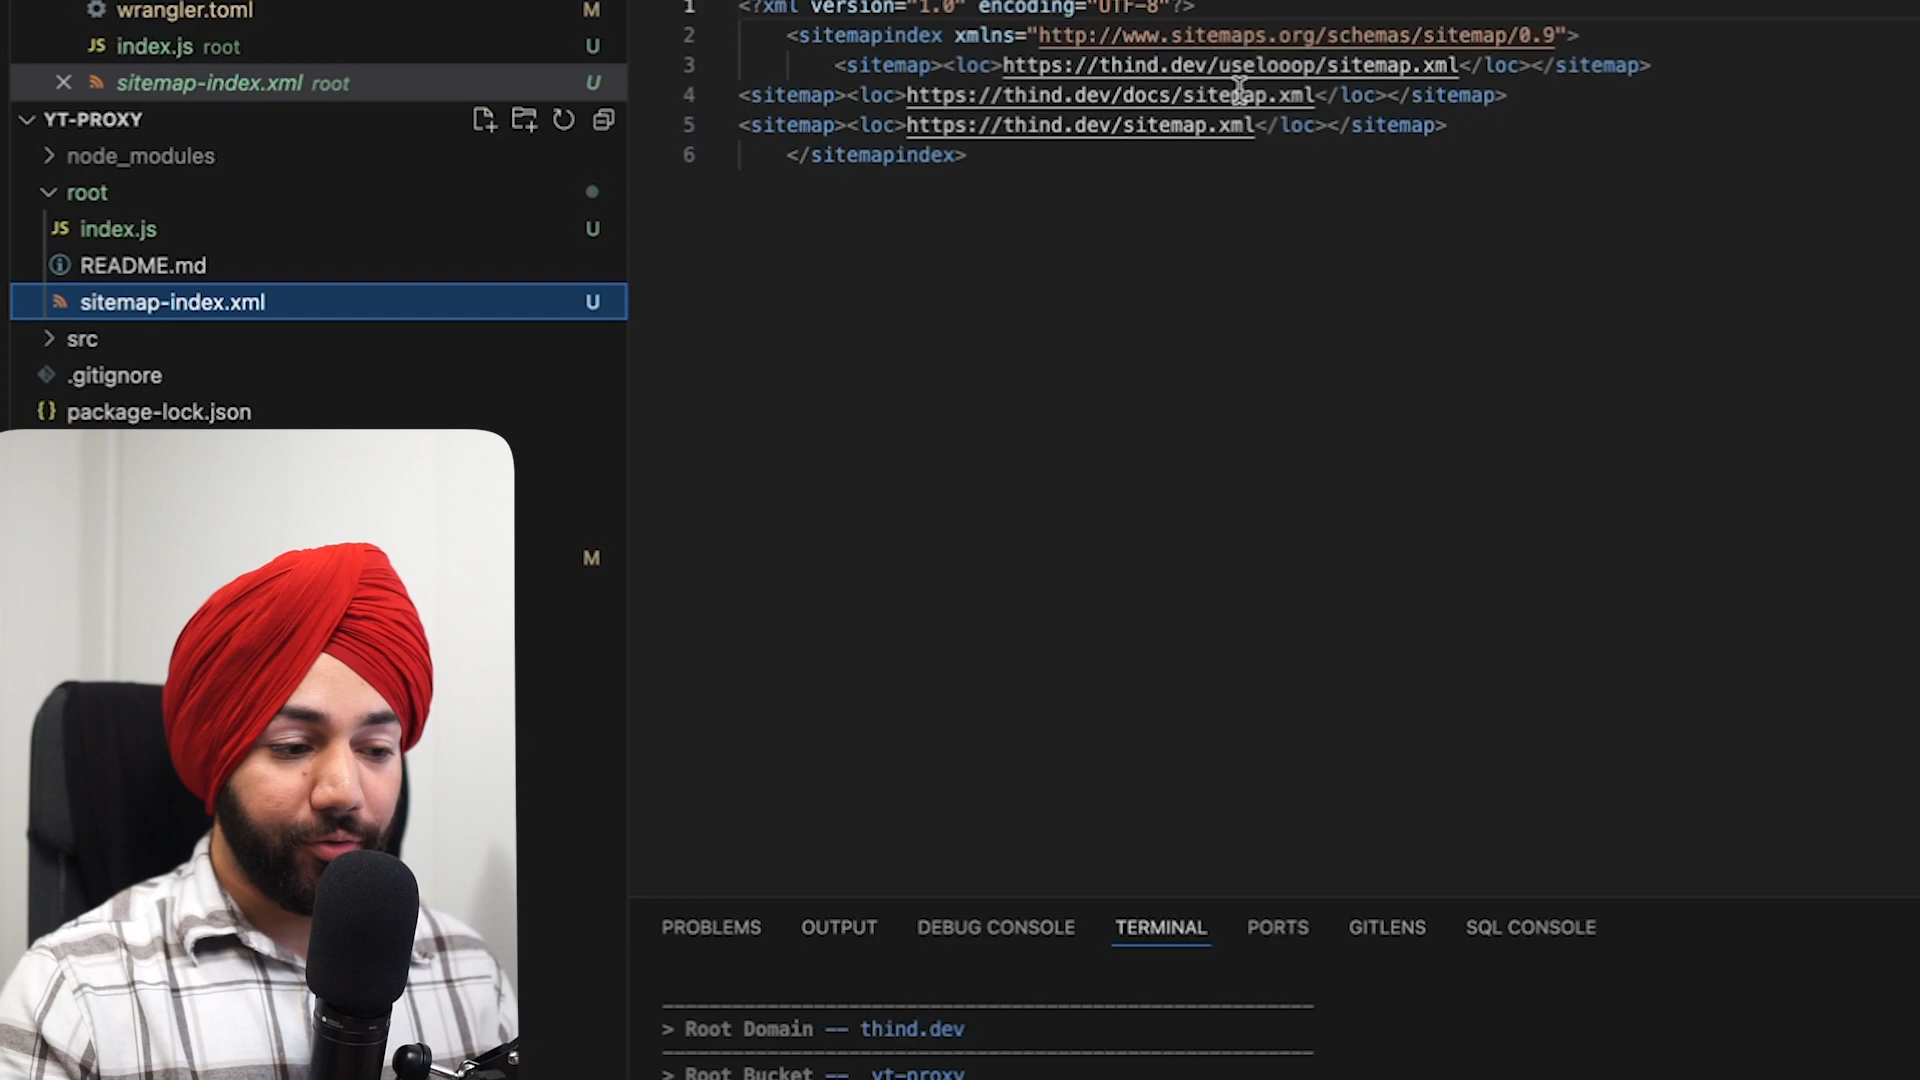 wrangler.toml M
JS index.js root U
sitemap-index.xml root U
YT-PROXY
node_modules
root
JS index.js U
README.md
sitemap-index.xml U
src
.gitignore
{} package-lock.json
M
1 <?xml version="1.0" encoding="UTF-8"?>
2 <sitemapindex xmlns="http://www.sitemaps.org/schemas/sitemap/0.9">
3 <sitemap><loc>https://thind.dev/uselooop/sitemap.xml</loc></sitemap>
4 <sitemap><loc>https://thind.dev/docs/sitemap.xml</loc></sitemap>
5 <sitemap><loc>https://thind.dev/sitemap.xml</loc></sitemap>
6 </sitemapindex>
PROBLEMS OUTPUT DEBUG CONSOLE TERMINAL PORTS GITLENS SQL CONSOLE
> Root Domain -- thind.dev
> Root Bucket -- yt-proxy